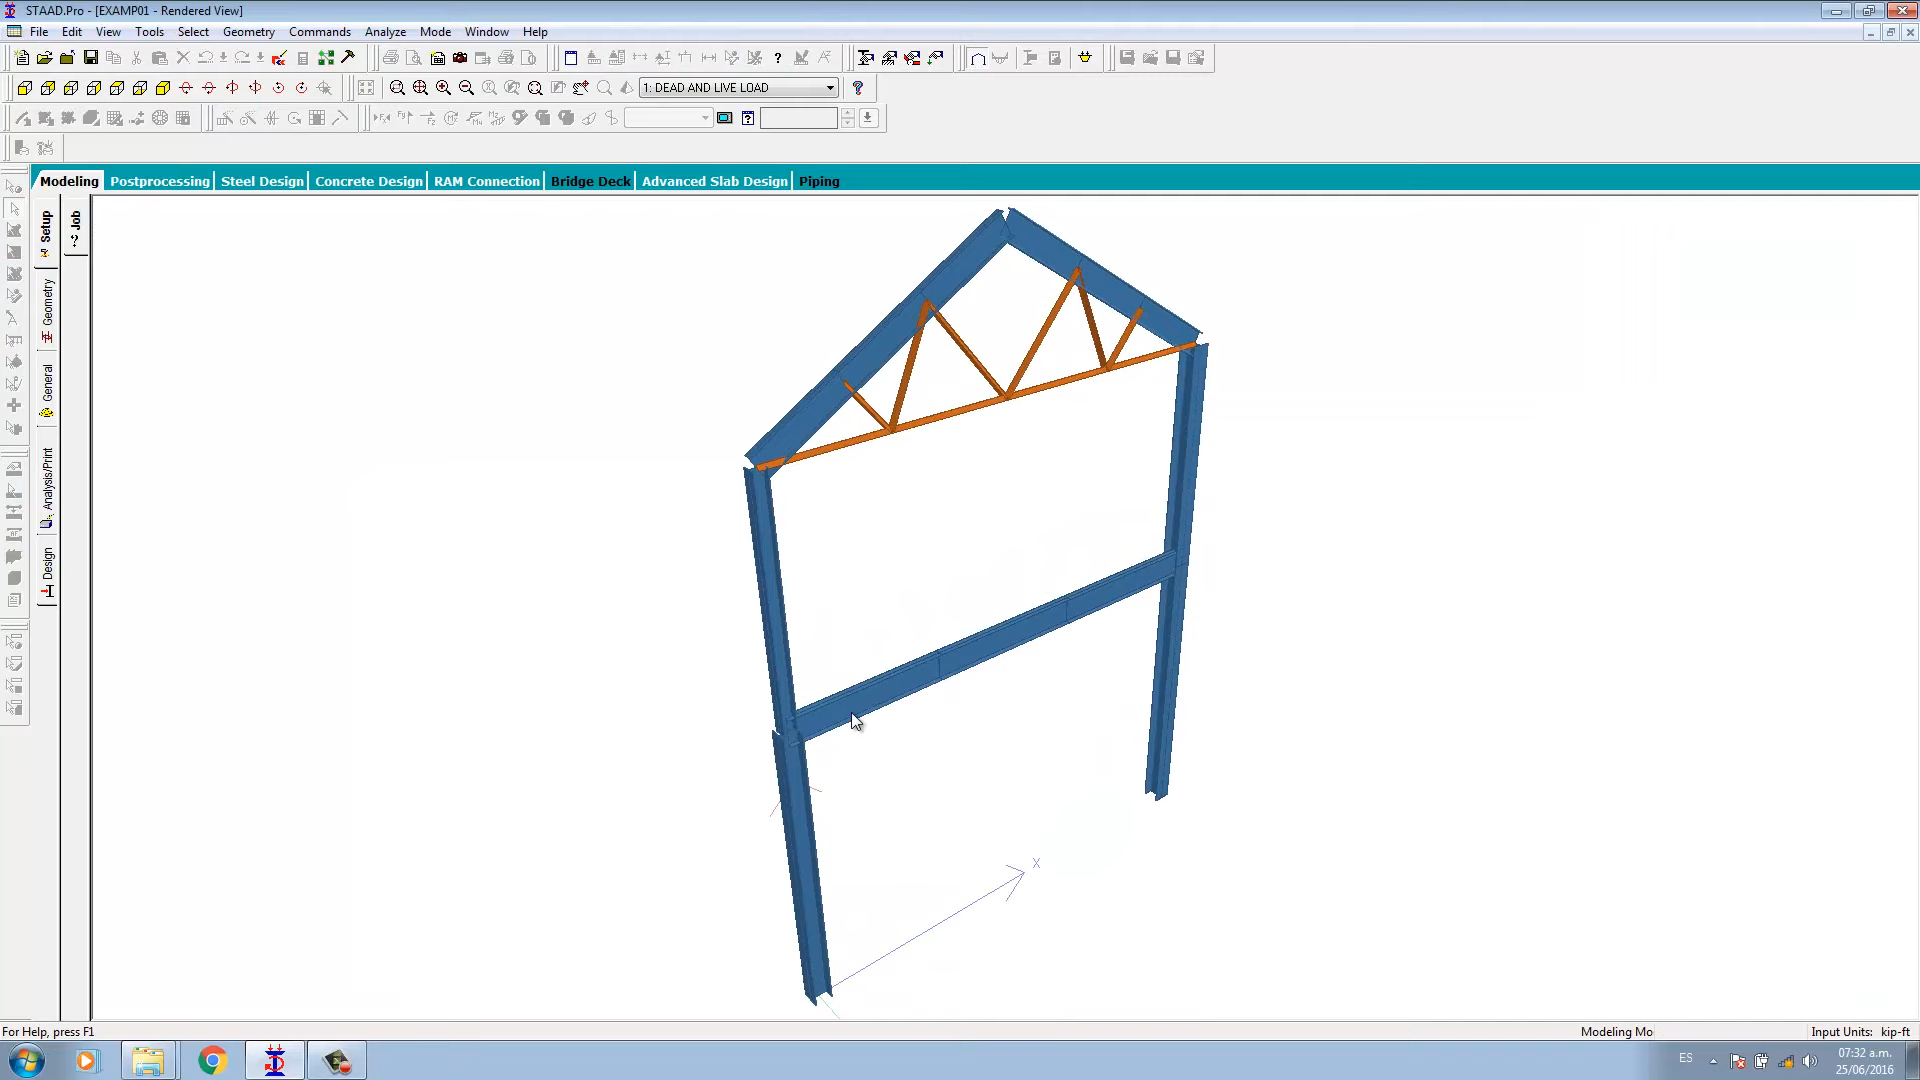 STAAD.Pro - [EXAMP01 - Rendered View]
File Edit View Tools Select Geometry Commands Analyze Mode Window Help
1: DEAD AND LIVE LOAD
Modeling Postprocessing Steel Design Concrete Design RAM Connection Bridge Deck Advanced Slab Design Piping
Setup
Job
Geometry
General
Analysis/Print
Design
X
For Help, press F1
Modeling Mo
Input Units: kip-ft
ES
07:32 a.m.
25/06/2016